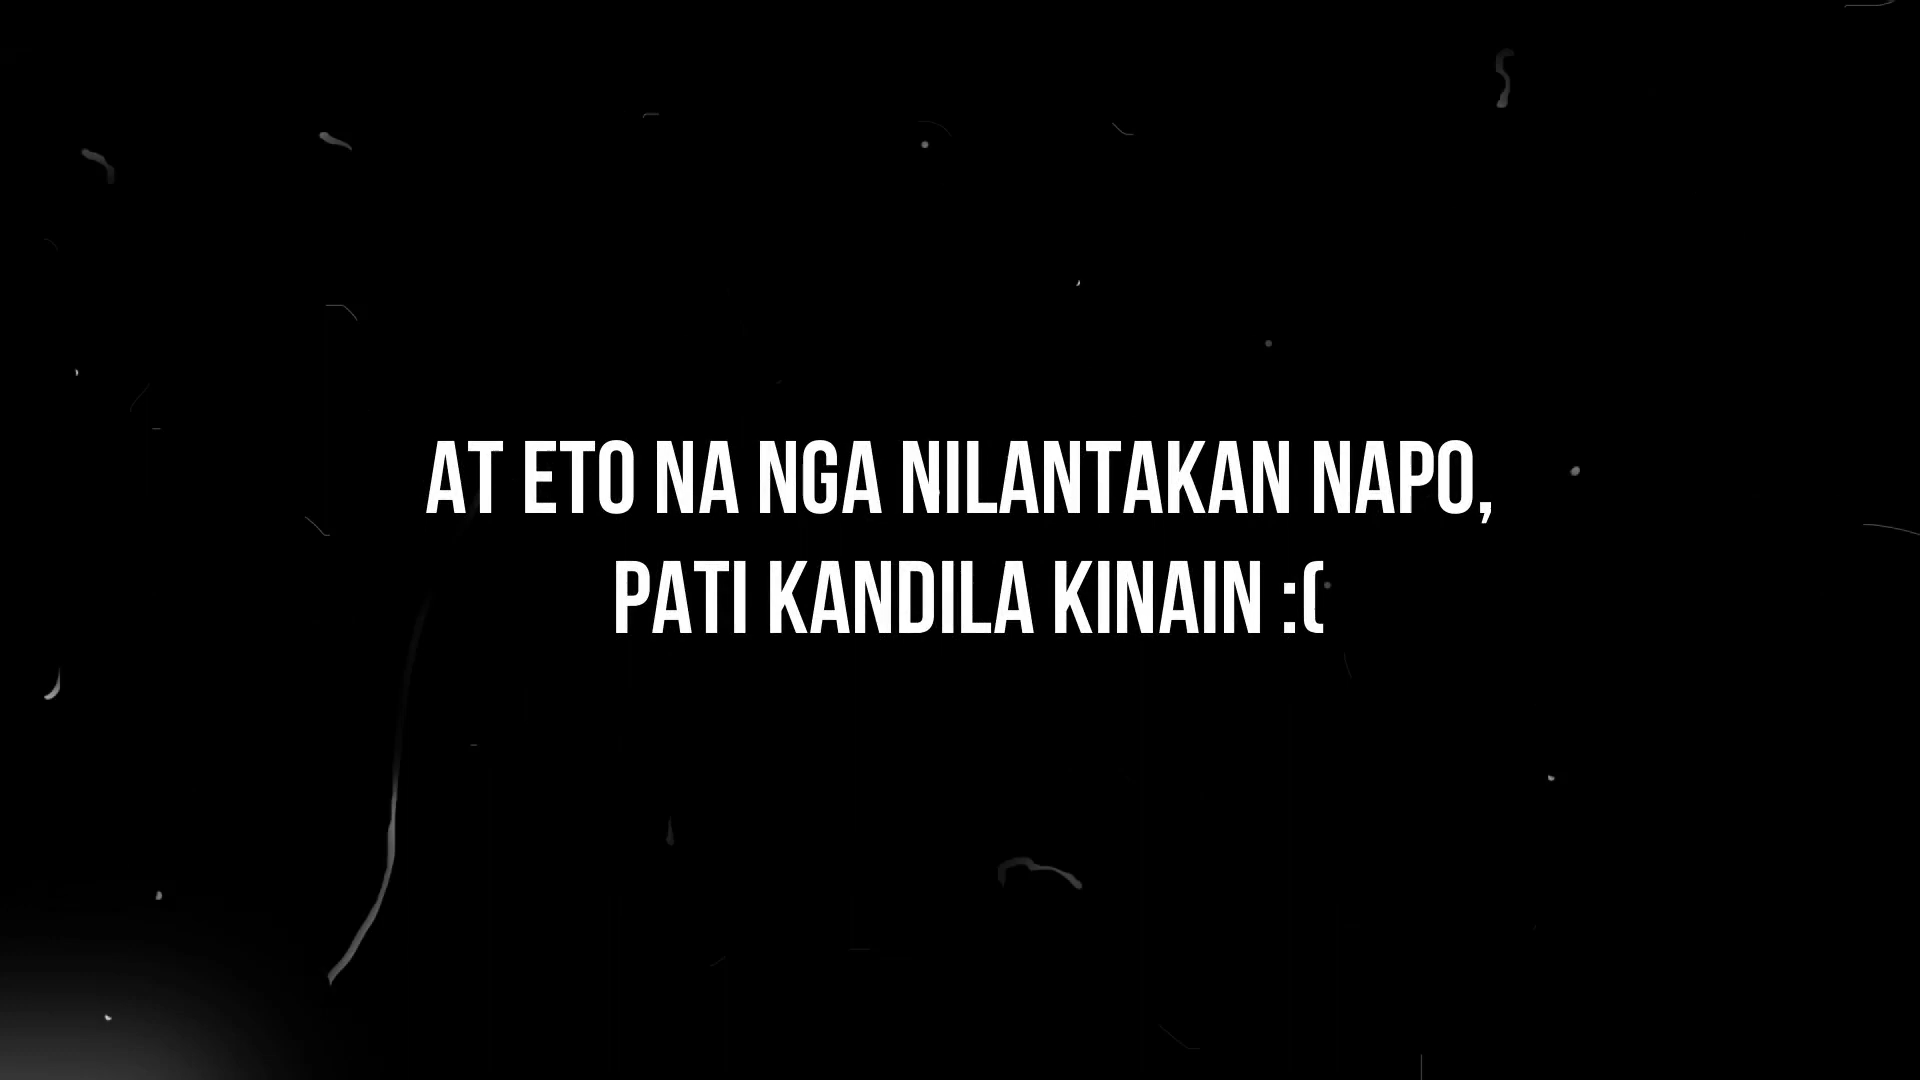 AT ETO NA NGA NILANTAKAN NAPO,
PATI KANDILA KINAIN :(